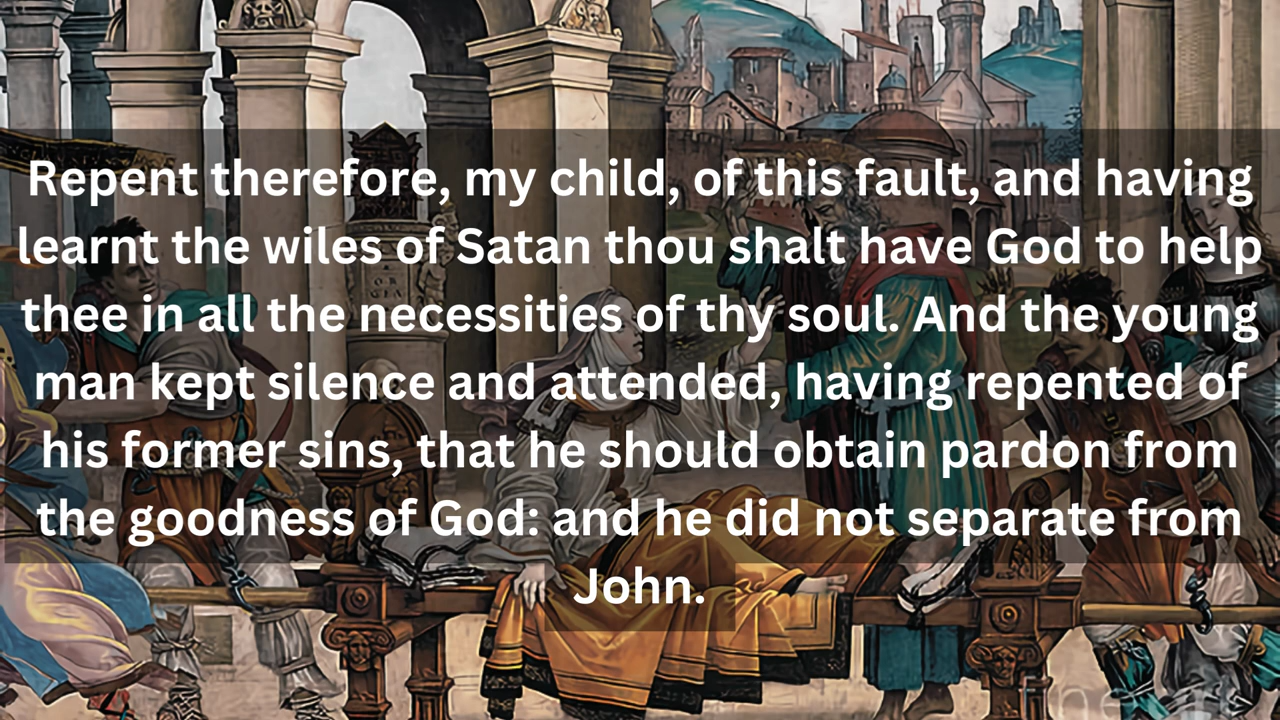 Repent therefore, my child, of this fault, and having
learnt the wiles of Satan thou shalt have God to help
thee in all the necessities of thy soul. And the young
man kept silence and attended, having repented of
his former sins, that he should obtain pardon from
the goodness of God: and he did not separate from
John.